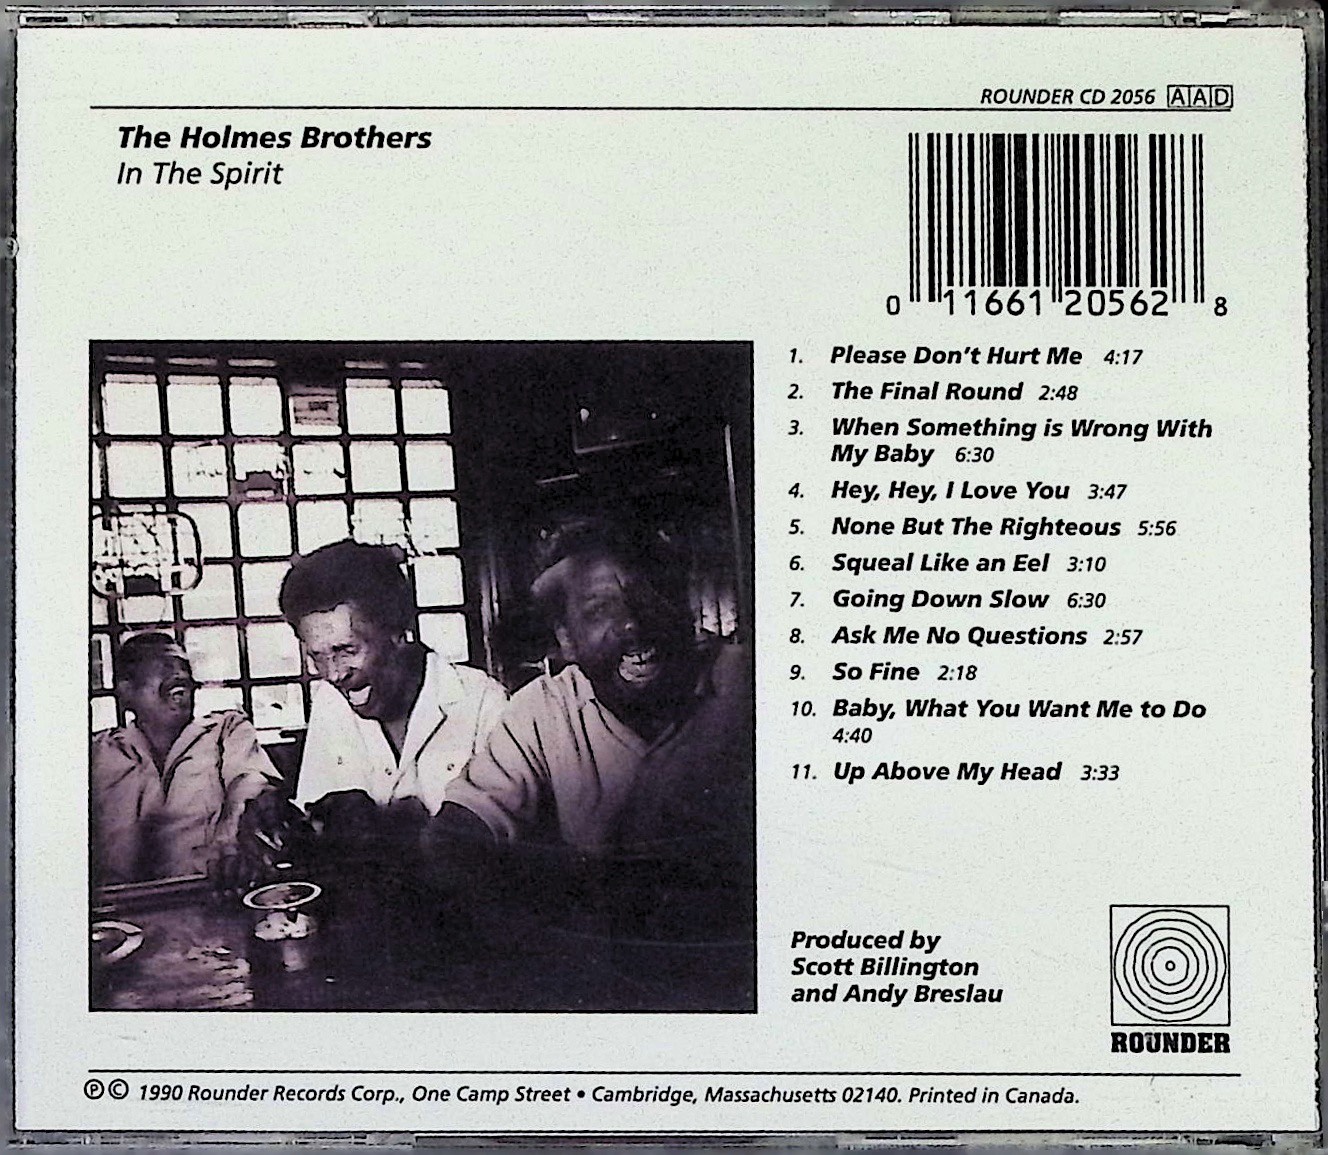 ROUNDER CD 2056 AAD
The Holmes Brothers
In The Spirit
0 11661 20562 8
1. Please Don't Hurt Me 4:17
2. The Final Round 2:48
3. When Something is Wrong With
My Baby 6:30
4. Hey, Hey, I Love You 3:47
5. None But The Righteous 5:56
6. Squeal Like an Eel 3:10
7. Going Down Slow 6:30
8. Ask Me No Questions 2:57
9. So Fine 2:18
10. Baby, What You Want Me to Do
4:40
11. Up Above My Head 3:33
Produced by
Scott Billington
and Andy Breslau
ROUNDER
℗ © 1990 Rounder Records Corp., One Camp Street • Cambridge, Massachusetts 02140. Printed in Canada.